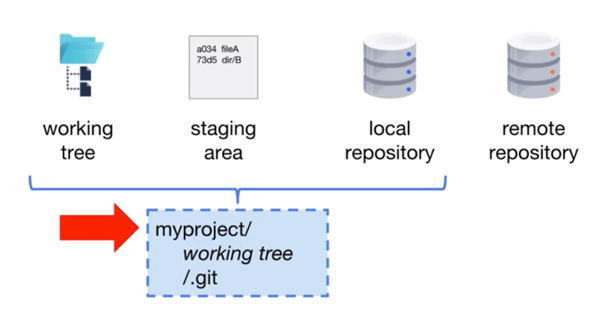 a034 fileA
73d5 dir/B
working
tree
staging
area
local
repository
remote
repository
myproject/
working tree
/.git